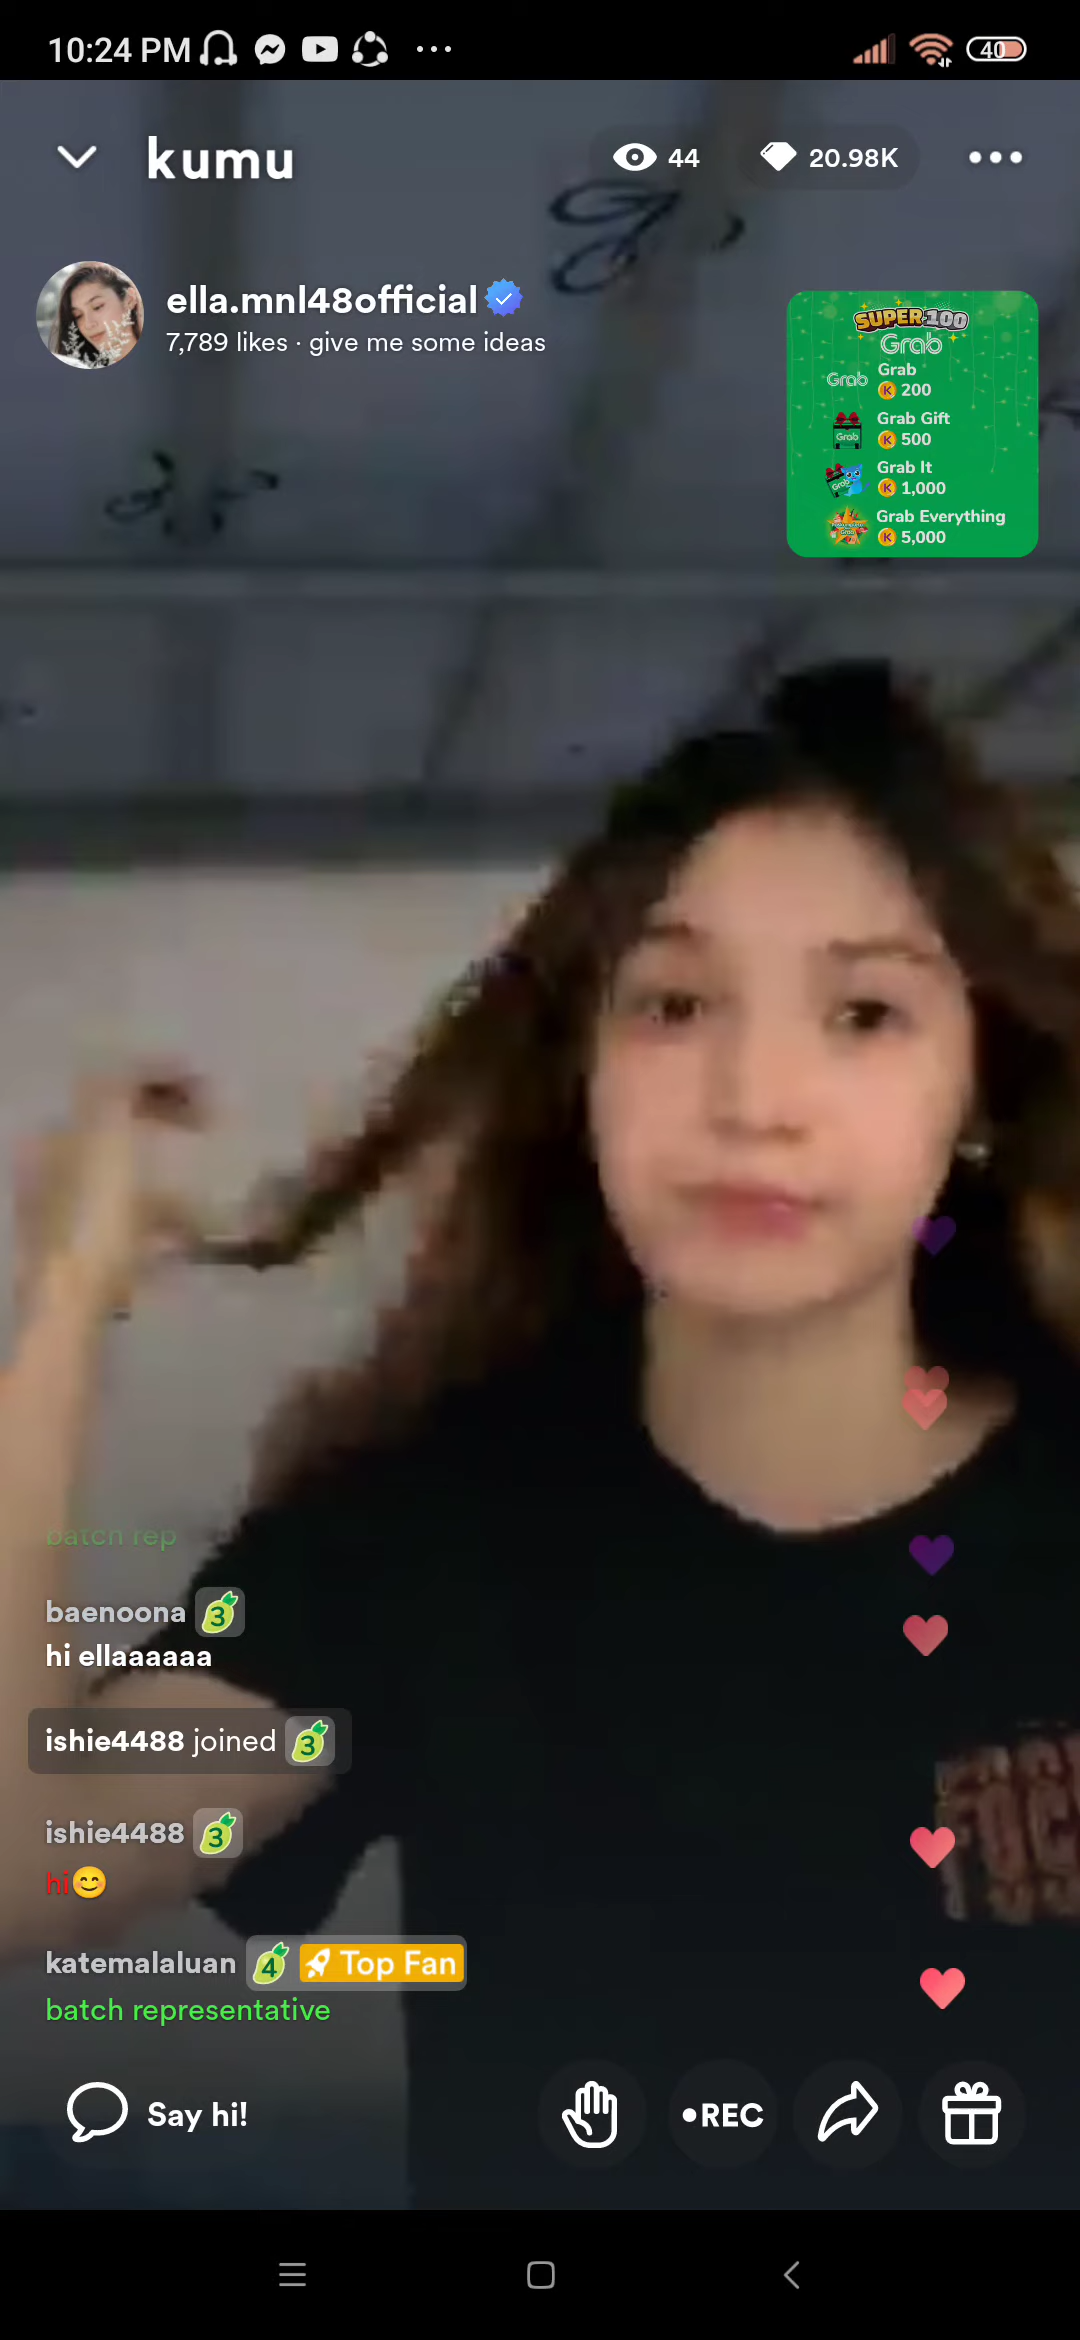 10:24 PM
40
kumu
44
20.98K
ella.mnl48official
7,789 likes · give me some ideas
SUPER 100
Grab
Grab
Grab
200
Grab Gift
Grab
500
Grab It
Grab
1,000
Grab Everything
5,000
batch rep
baenoona 3
hi ellaaaaaa
ishie4488 joined 3
ishie4488 3
hi😊
katemalaluan 4 Top Fan
batch representative
Say hi!
•REC